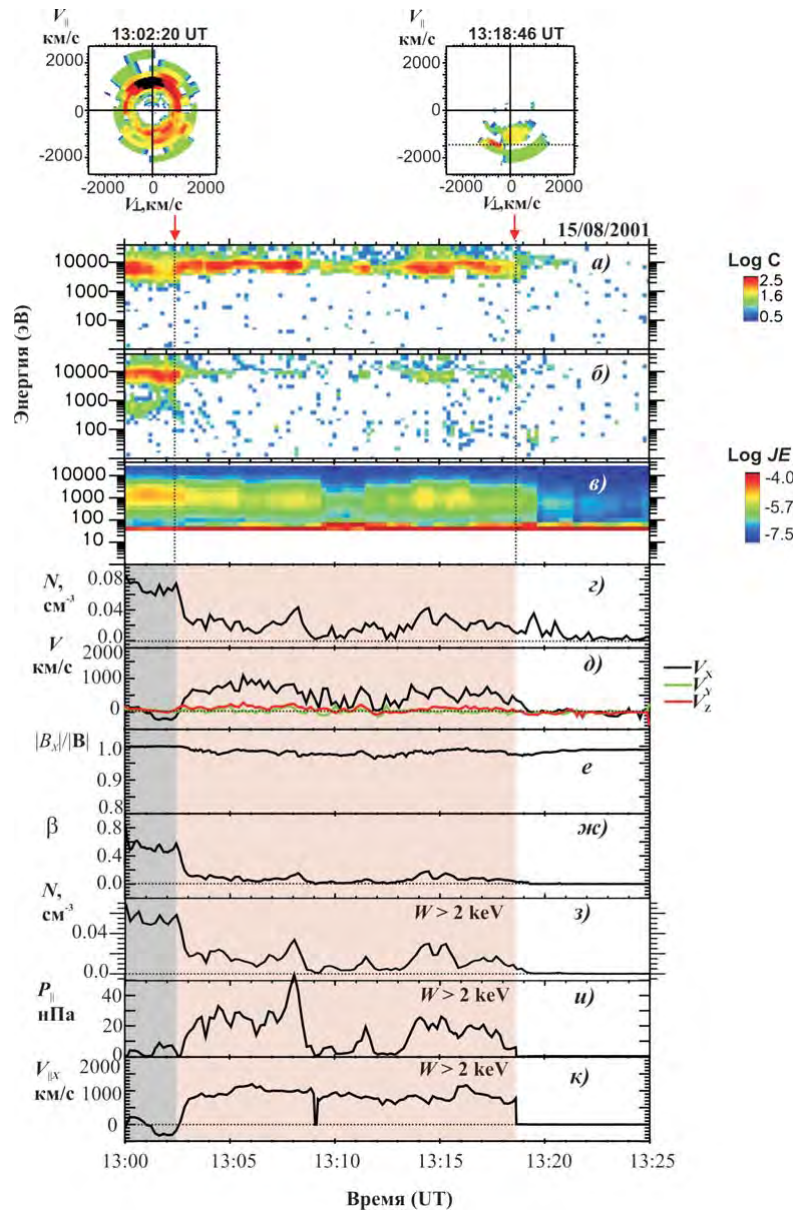 V∥
км/с
13:02:20 UT
2000
0
-2000
-2000 0 2000
V⊥,км/с
V∥
км/с
13:18:46 UT
2000
0
-2000
-2000 0 2000
V⊥,км/с
15/08/2001
Энергия (эВ)
10000
1000
100
а)
Log C
2.5
1.6
0.5
10000
1000
100
б)
10000
1000
100
10
в)
Log JE
-4.0
-5.7
-7.5
N,
см⁻³
0.08
0.04
0.0
г)
V
км/с
2000
1000
0
д)
Vx
Vy
Vz
|Bx|/|B|
1.0
0.9
0.8
е
β
0.8
0.4
0.0
ж)
N,
см⁻³
0.04
0.0
W > 2 keV
з)
P∥
нПа
40
20
0
W > 2 keV
и)
V∥x
км/с
2000
1000
0
W > 2 keV
к)
13:00 13:05 13:10 13:15 13:20 13:25
Время (UT)